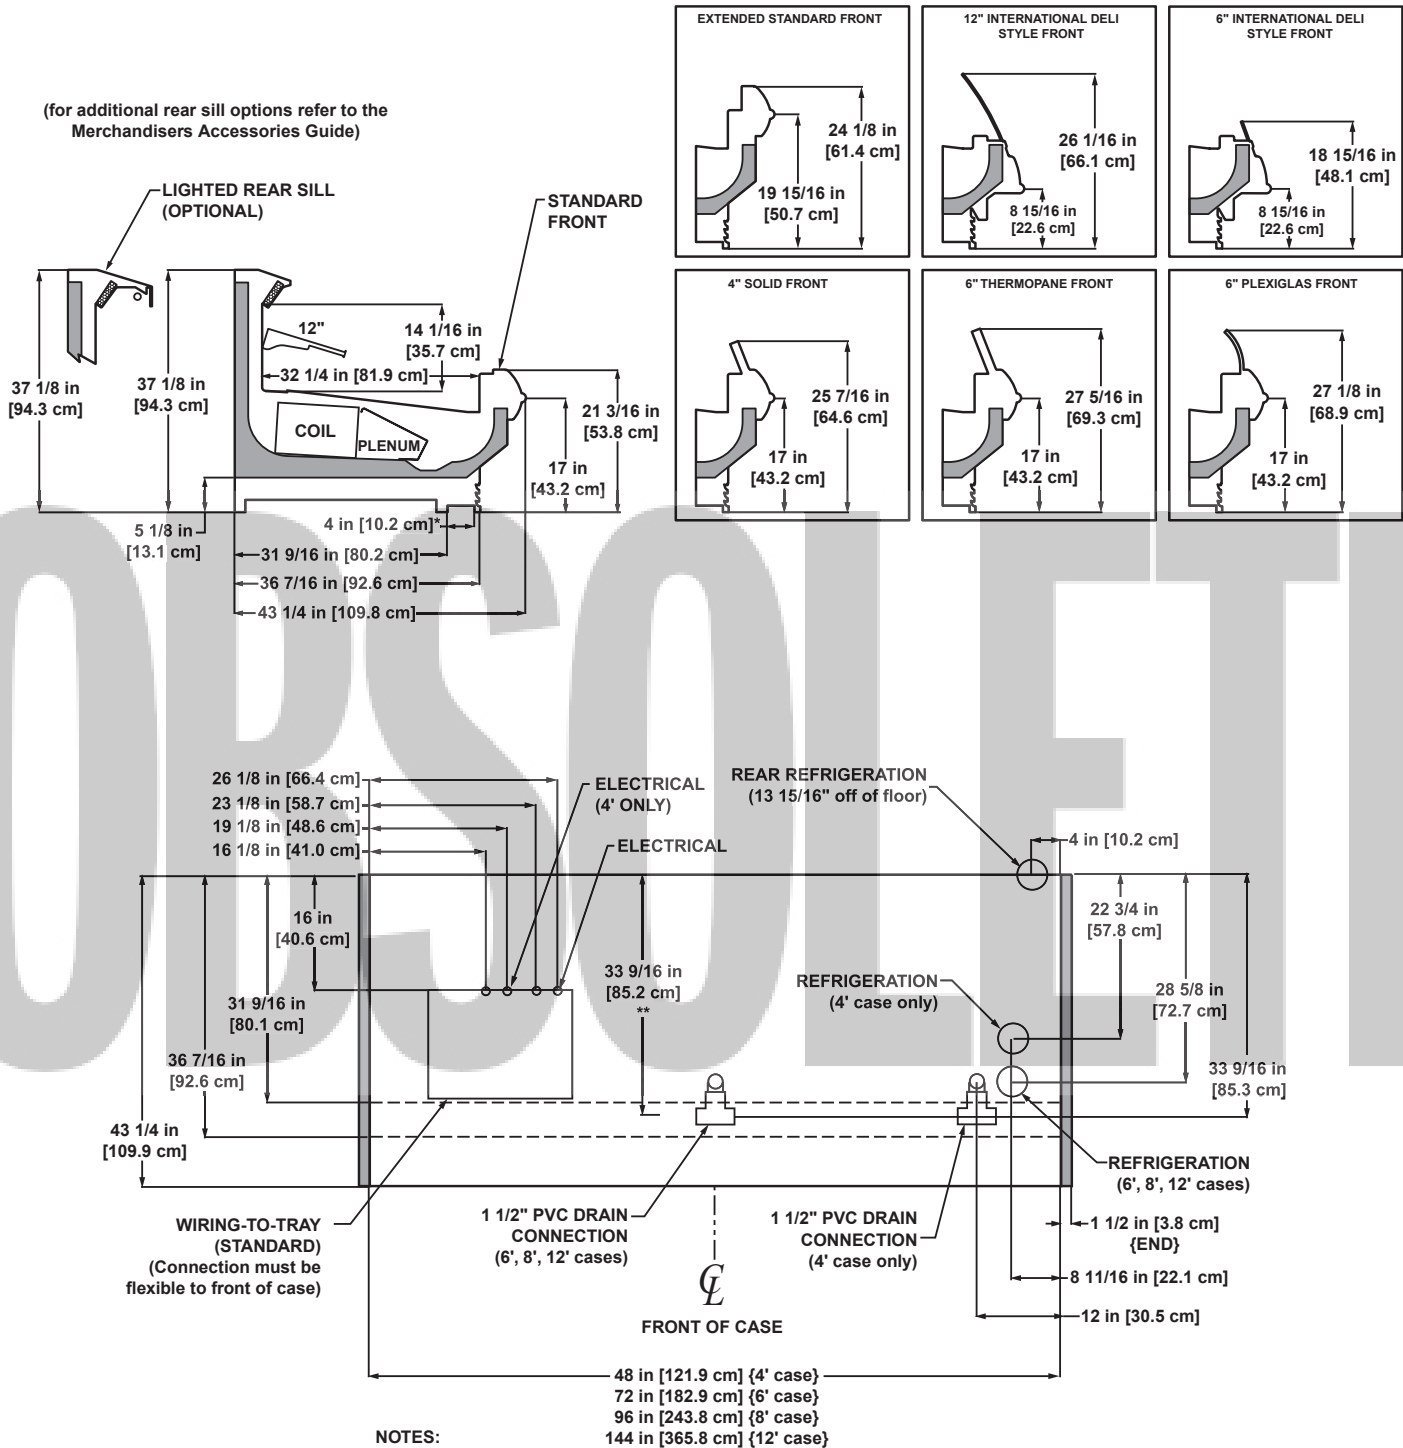 EXTENDED STANDARD FRONT
24 1/8 in
[61.4 cm]
19 15/16 in
[50.7 cm]
12" INTERNATIONAL DELI
STYLE FRONT
26 1/16 in
[66.1 cm]
8 15/16 in
[22.6 cm]
6" INTERNATIONAL DELI
STYLE FRONT
18 15/16 in
[48.1 cm]
8 15/16 in
[22.6 cm]
(for additional rear sill options refer to the
Merchandisers Accessories Guide)
LIGHTED REAR SILL
(OPTIONAL)
STANDARD
FRONT
4" SOLID FRONT
25 7/16 in
[64.6 cm]
17 in
[43.2 cm]
6" THERMOPANE FRONT
27 5/16 in
[69.3 cm]
17 in
[43.2 cm]
6" PLEXIGLAS FRONT
27 1/8 in
[68.9 cm]
17 in
[43.2 cm]
12"
14 1/16 in
[35.7 cm]
32 1/4 in [81.9 cm]
37 1/8 in
[94.3 cm]
37 1/8 in
[94.3 cm]
21 3/16 in
[53.8 cm]
COIL
PLENUM
17 in
[43.2 cm]
5 1/8 in
[13.1 cm]
4 in [10.2 cm]*
31 9/16 in [80.2 cm]
36 7/16 in [92.6 cm]
43 1/4 in [109.8 cm]
OBSOLETE
26 1/8 in [66.4 cm]
23 1/8 in [58.7 cm]
19 1/8 in [48.6 cm]
16 1/8 in [41.0 cm]
ELECTRICAL
(4' ONLY)
ELECTRICAL
REAR REFRIGERATION
(13 15/16" off of floor)
4 in [10.2 cm]
16 in
[40.6 cm]
31 9/16 in
[80.1 cm]
36 7/16 in
[92.6 cm]
43 1/4 in
[109.9 cm]
33 9/16 in
[85.2 cm]
**
22 3/4 in
[57.8 cm]
REFRIGERATION
(4' case only)
28 5/8 in
[72.7 cm]
33 9/16 in
[85.3 cm]
REFRIGERATION
(6', 8', 12' cases)
WIRING-TO-TRAY
(STANDARD)
(Connection must be
flexible to front of case)
1 1/2" PVC DRAIN
CONNECTION
(6', 8', 12' cases)
1 1/2" PVC DRAIN
CONNECTION
(4' case only)
1 1/2 in [3.8 cm]
{END}
8 11/16 in [22.1 cm]
12 in [30.5 cm]
CL
FRONT OF CASE
48 in [121.9 cm] {4' case}
72 in [182.9 cm] {6' case}
96 in [243.8 cm] {8' case}
144 in [365.8 cm] {12' case}
NOTES: